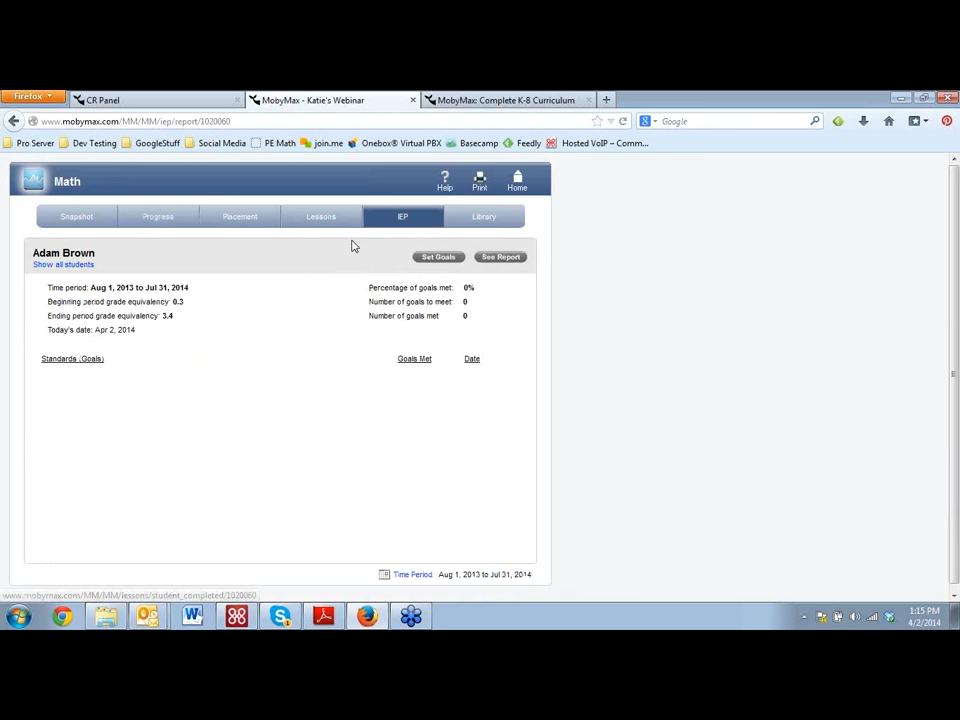 Firefox
CR Panel
MobyMax - Katie's Webinar
MobyMax: Complete K-8 Curriculum
www.mobymax.com/MM/MM/iep/report/1020060
Google
Pro Server
Dev Testing
GoogleStuff
Social Media
PE Math
join.me
Onebox® Virtual PBX
Basecamp
Feedly
Hosted VoIP – Comm...
Math
Help
Print
Home
Snapshot
Progress
Placement
Lessons
IEP
Library
Adam Brown
Show all students
Set Goals
See Report
Time period: Aug 1, 2013 to Jul 31, 2014
Beginning period grade equivalency: 0.3
Ending period grade equivalency: 3.4
Today's date: Apr 2, 2014
Percentage of goals met: 0%
Number of goals to meet: 0
Number of goals met 0
Standards (Goals)
Goals Met
Date
Time Period Aug 1, 2013 to Jul 31, 2014
www.mobymax.com/MM/MM/lessons/student_completed/1020060
1:15 PM
4/2/2014